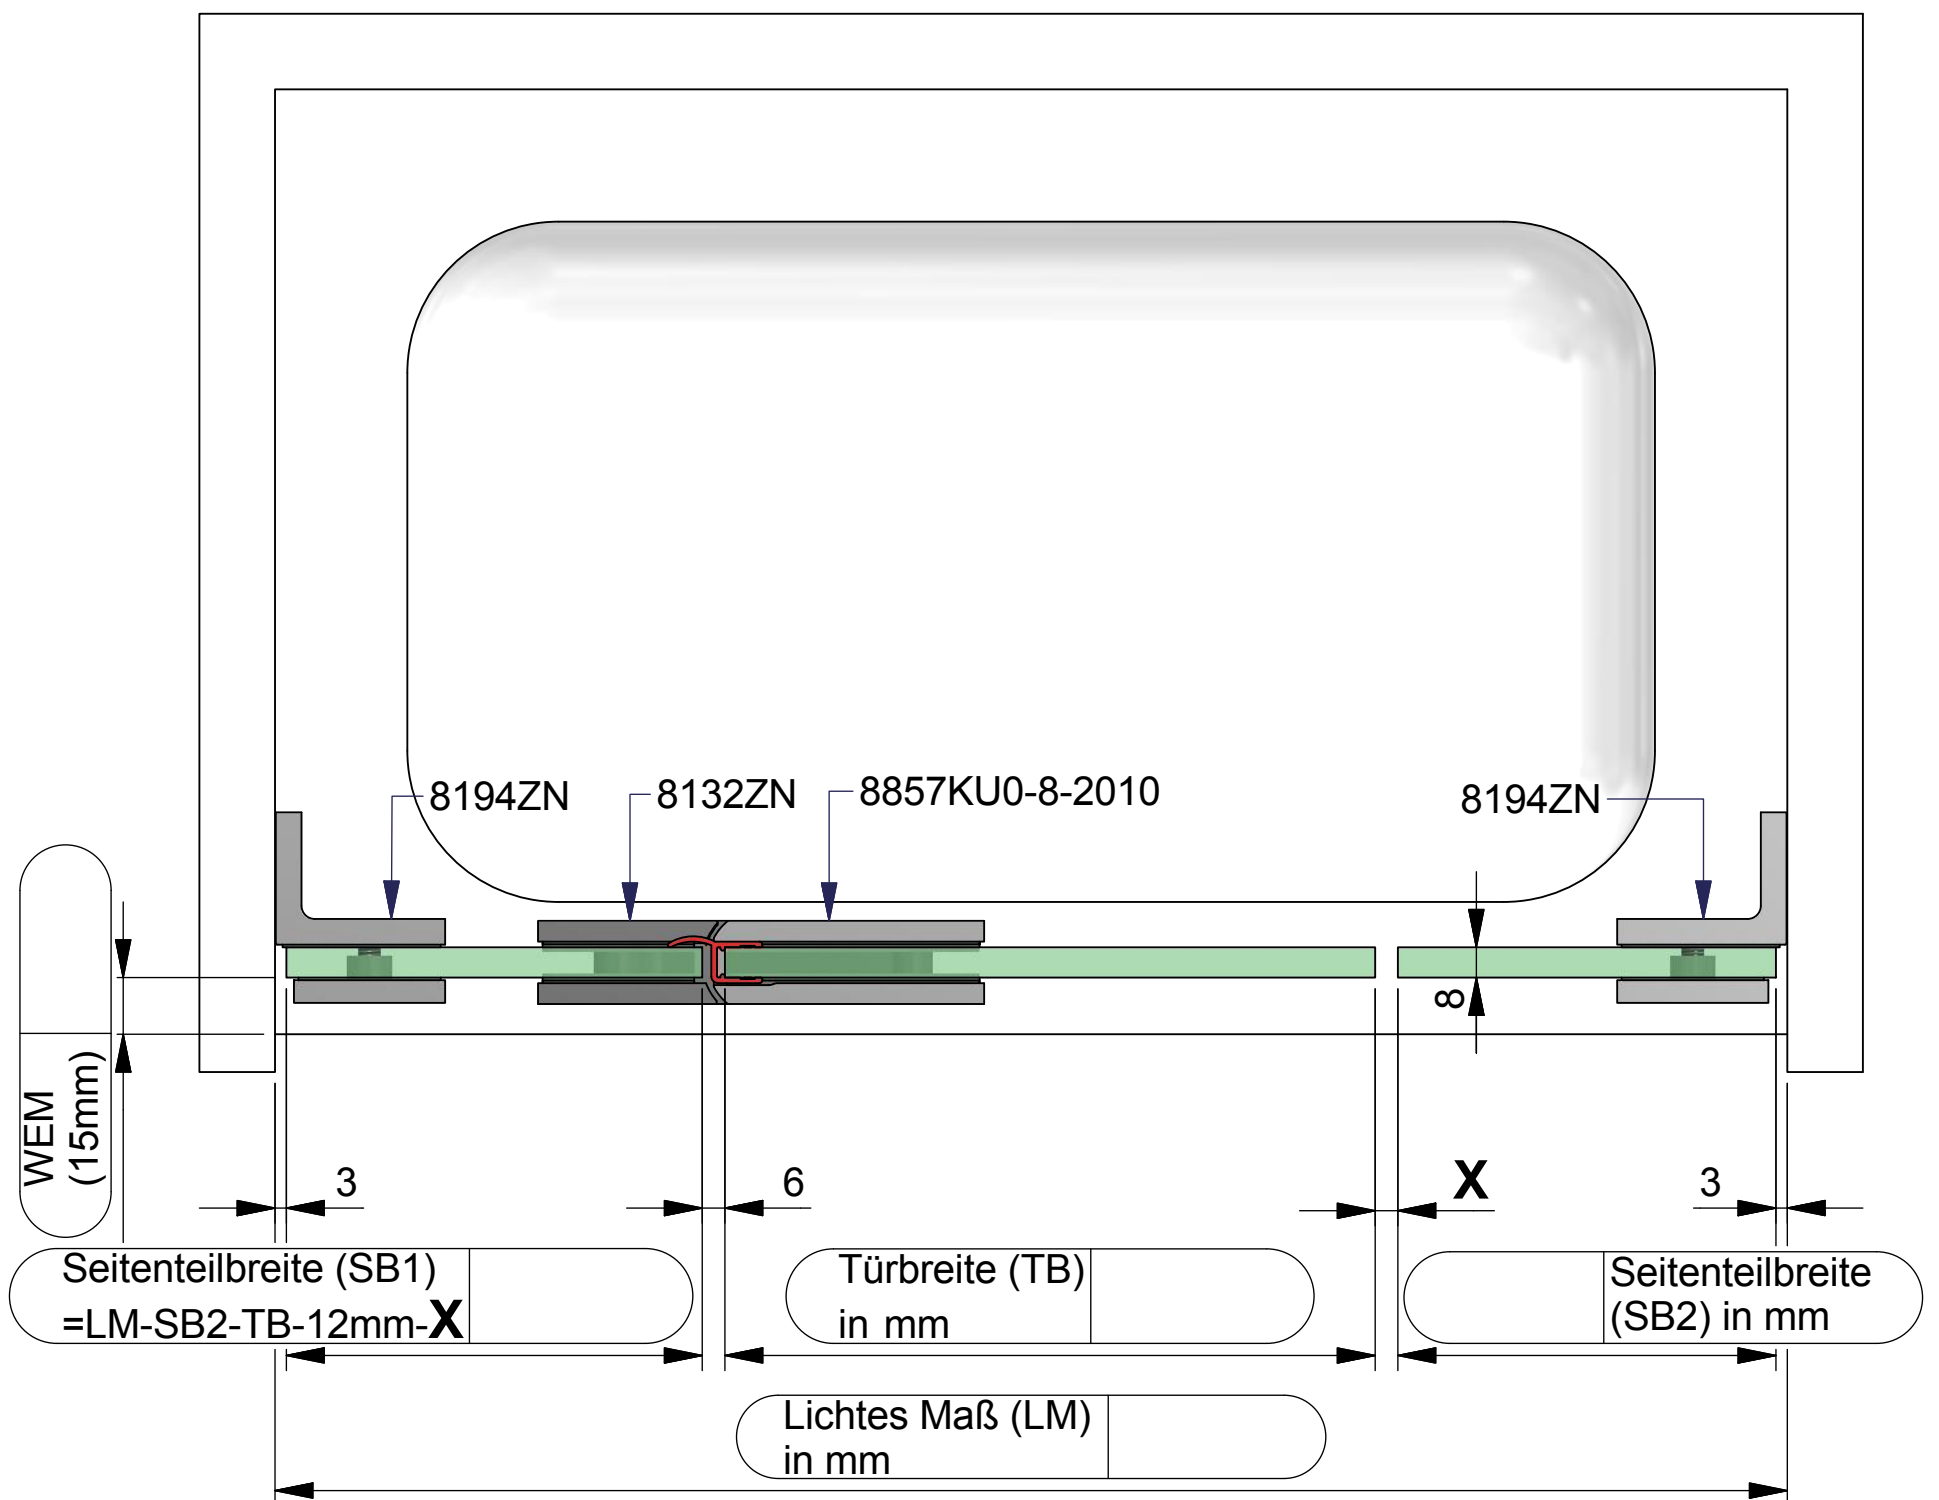 8194ZN
8132ZN
8857KU0-8-2010
8194ZN
8
WEM
(15mm)
3
6
X
3
Seitenteilbreite (SB1)
=LM-SB2-TB-12mm-X
Türbreite (TB)
in mm
Seitenteilbreite
(SB2) in mm
Lichtes Maß (LM)
in mm